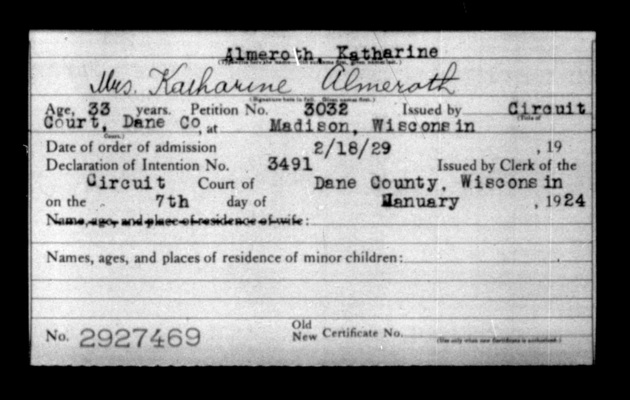 Almeroth, Katharine
Mrs. Katharine Almeroth
Age, 33 years. Petition No. 3032 Issued by Circuit
Court, Dane Co, at Madison, Wisconsin
Date of order of admission 2/18/29 , 19
Declaration of Intention No. 3491 Issued by Clerk of the
Circuit Court of Dane County, Wisconsin
on the 7th day of January , 1924
Name, age, and place of residence of wife:
Names, ages, and places of residence of minor children:
No. 2927469 Old New Certificate No.